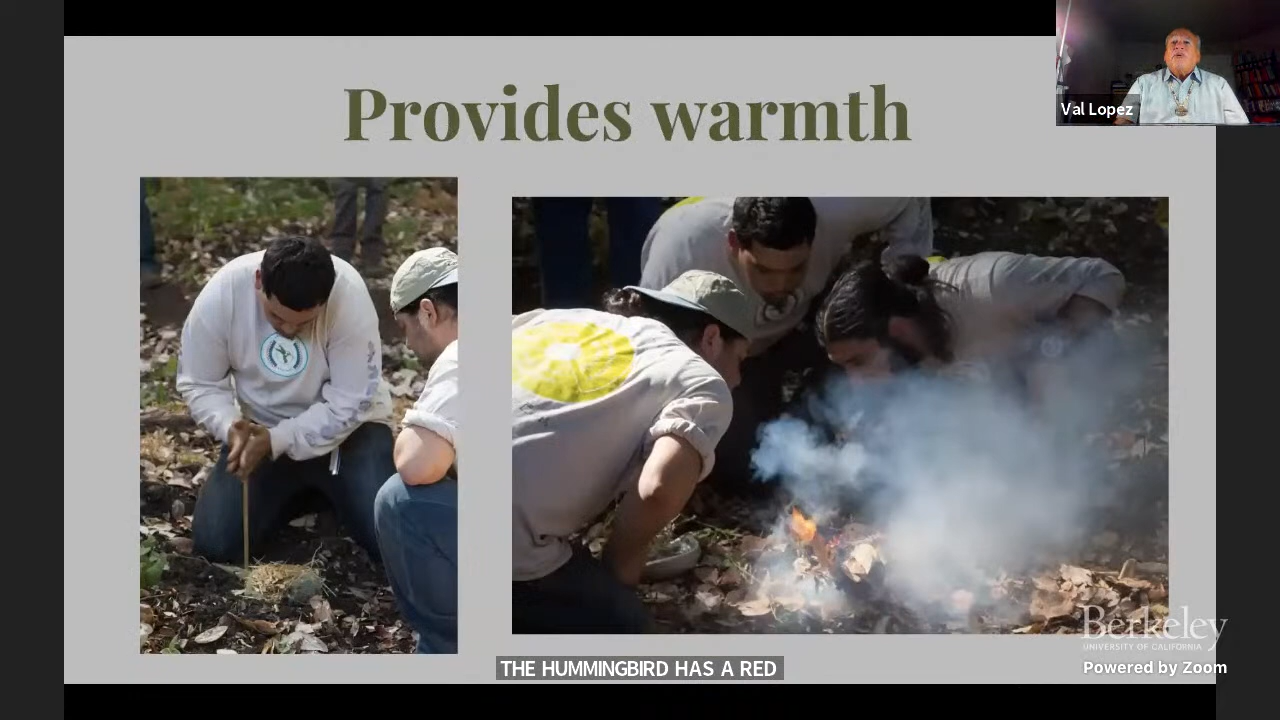 Provides warmth
Val Lopez
THE HUMMINGBIRD HAS A RED
Berkeley
UNIVERSITY OF CALIFORNIA
Powered by Zoom